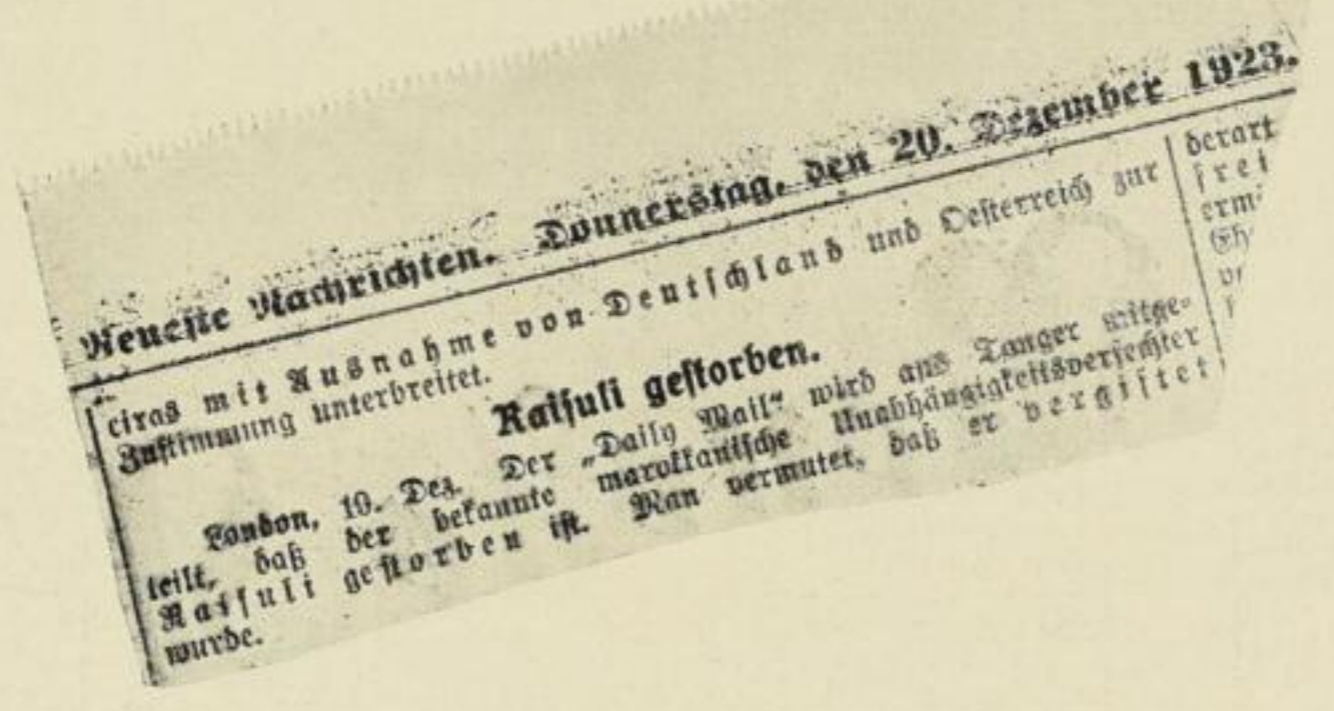 Neueste Nachrichten. Donnerstag, den 20. Dezember 1923.
ciras mit Ausnahme von Deutschland und Oesterreich zur
Zustimmung unterbreitet.
Raisuli gestorben.
London, 19. Dez. Der „Daily Mail“ wird aus Tanger mitge-
teilt, daß der bekannte marokkanische Unabhängigkeitsverfechter
Raisuli gestorben ist. Man vermutet, daß er vergiftet
wurde.
derart
frei